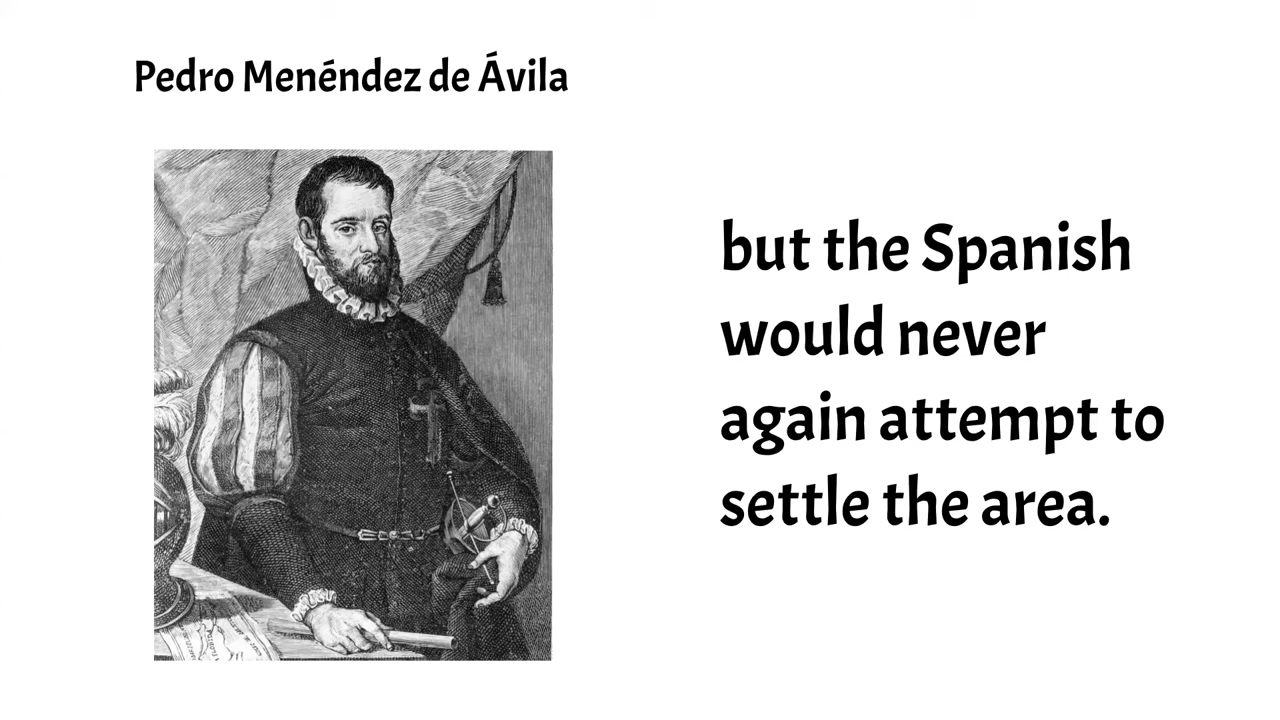 Pedro Menéndez de Ávila
but the Spanish
would never
again attempt to
settle the area.